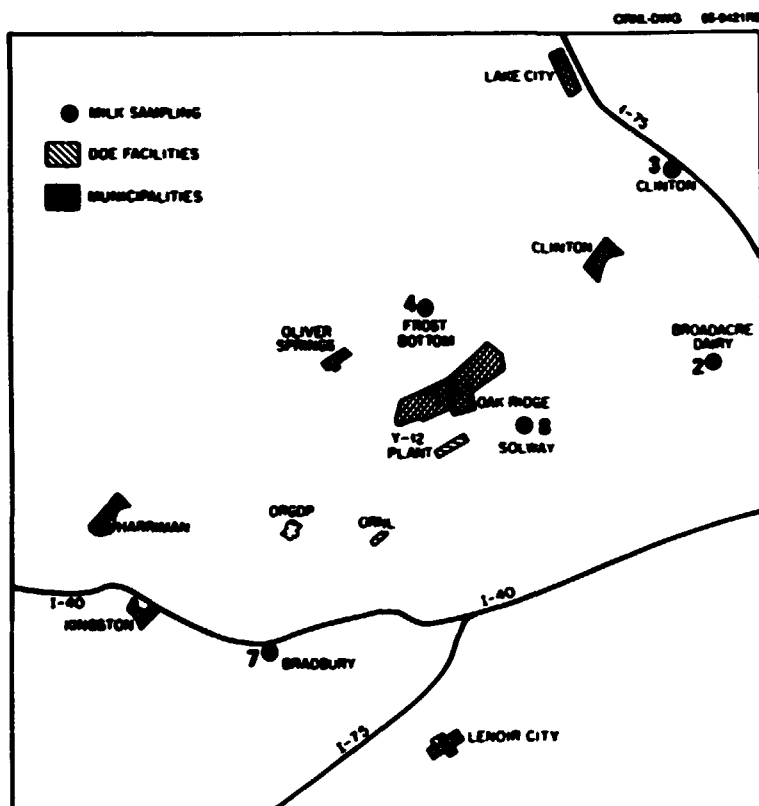 ORNL-DWG
LAKE CITY
I-75
MILK SAMPLING
DOE FACILITIES
MUNICIPALITIES
3
CLINTON
CLINTON
4
FROST
BOTTOM
OLIVER
SPRINGS
BROADACRE
DAIRY
2
OAK RIDGE
Y-12
PLANT
8
SOLWAY
HARRIMAN
ORGDP
ORNL
I-40
KINGSTON
I-40
7
BRADBURY
I-75
LENOIR CITY